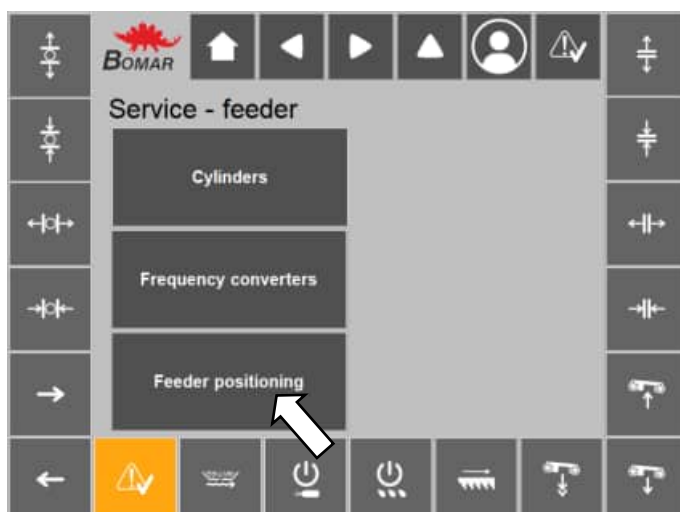 BOMAR
Service - feeder
Cylinders
Frequency converters
Feeder positioning